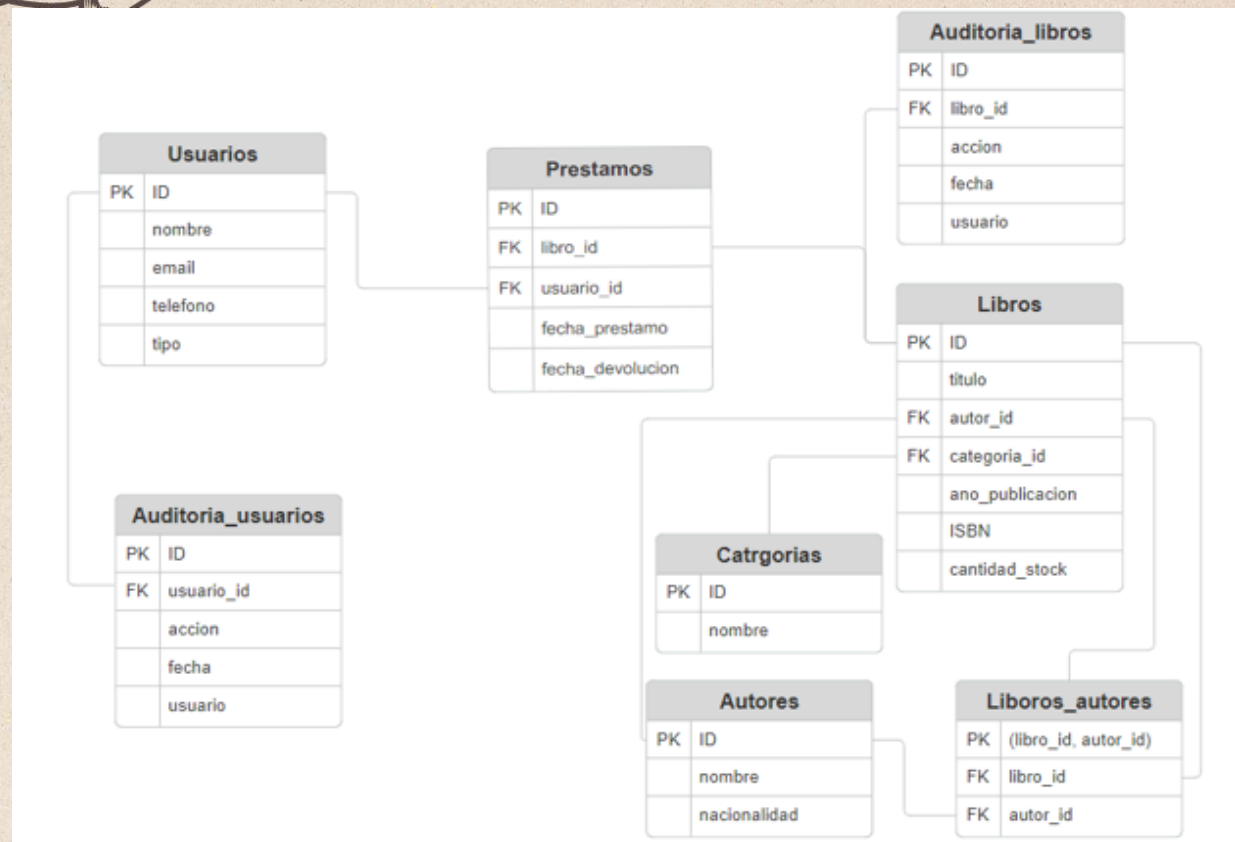 Auditoria_libros
PK ID
FK libro_id
accion
fecha
usuario
Usuarios
PK ID
nombre
email
telefono
tipo
Prestamos
PK ID
FK libro_id
FK usuario_id
fecha_prestamo
fecha_devolucion
Libros
PK ID
titulo
FK autor_id
FK categoria_id
ano_publicacion
ISBN
cantidad_stock
Auditoria_usuarios
PK ID
FK usuario_id
accion
fecha
usuario
Catrgorias
PK ID
nombre
Autores
PK ID
nombre
nacionalidad
Liboros_autores
PK (libro_id, autor_id)
FK libro_id
FK autor_id